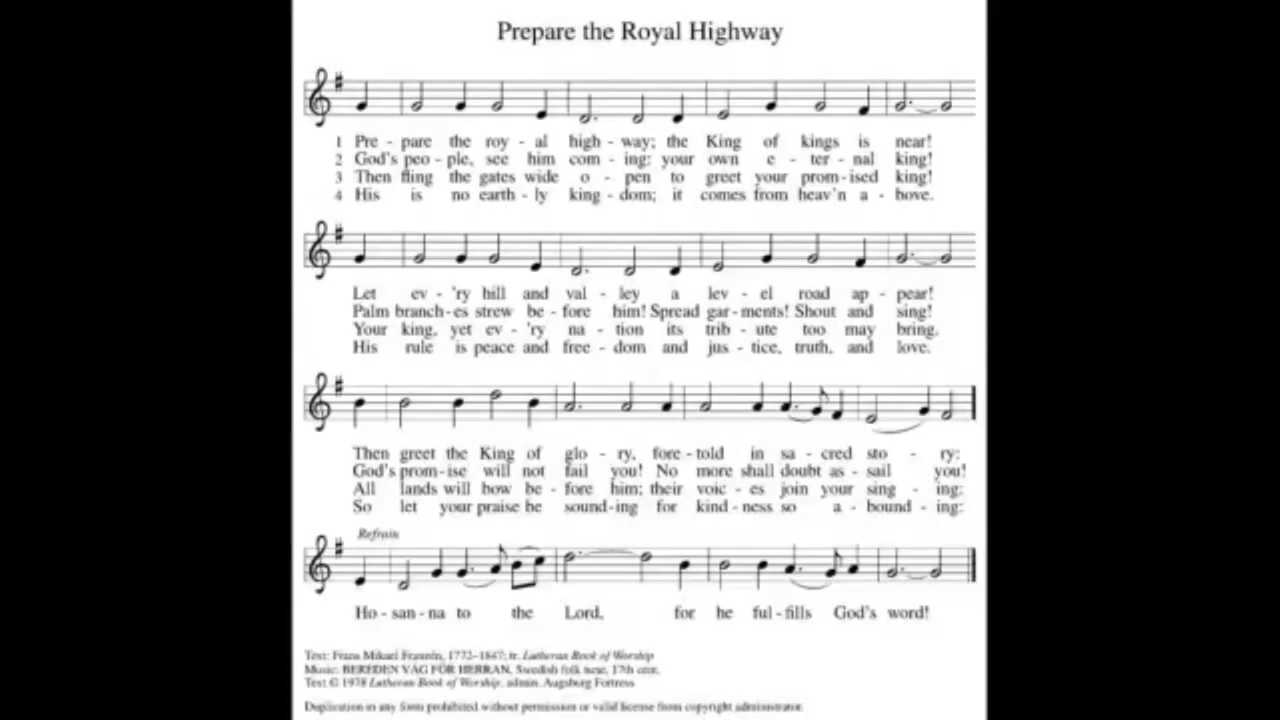 Prepare the Royal Highway
1 Pre - pare the roy - al high - way; the King of kings is near!
2 God's peo - ple, see him com - ing: your own e - ter - nal king!
3 Then fling the gates wide o - pen to greet your prom - ised king!
4 His is no earth - ly king - dom; it comes from heav'n a - bove.
Let ev - 'ry hill and val - ley a lev - el road ap - pear!
Palm branch - es strew be - fore him! Spread gar - ments! Shout and sing!
Your king, yet ev - 'ry na - tion its trib - ute too may bring.
His rule is peace and free - dom and jus - tice, truth, and love.
Then greet the King of glo - ry, fore - told in sa - cred sto - ry:
God's prom - ise will not fail you! No more shall doubt as - sail you!
All lands will bow be - fore him; their voic - es join your sing - ing:
So let your praise be sound - ing for kind - ness so a - bound - ing:
Refrain
Ho - san - na to the Lord, for he ful - fills God's word!
Text: Frans Mikael Franzén, 1772–1847; tr. Lutheran Book of Worship
Music: BEREDEN VÄG FÖR HERRAN, Swedish folk tune, 17th cent.
Text © 1978 Lutheran Book of Worship, admin. Augsburg Fortress
Duplication in any form prohibited without permission or valid license from copyright administrator.